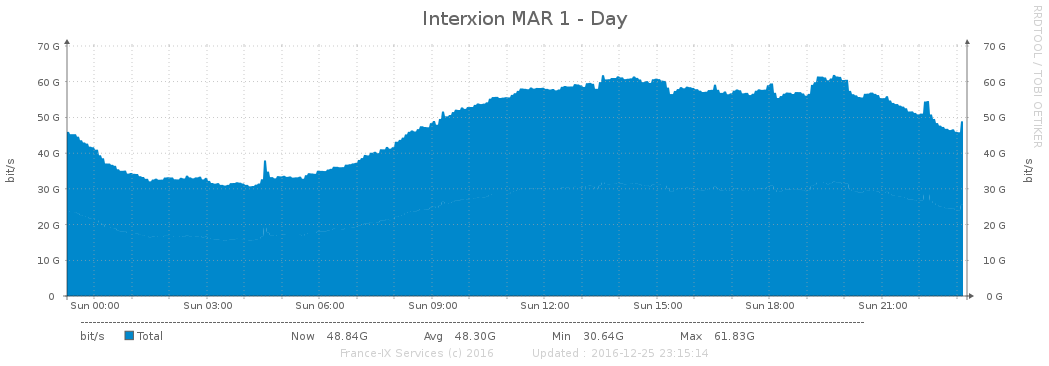 Interxion MAR 1 - Day
RRDTOOL / TOBI OETIKER
70 G 70 G
60 G 60 G
50 G 50 G
40 G 40 G
30 G 30 G
20 G 20 G
10 G 10 G
0 0 G
bit/s bit/s
Sun 00:00 Sun 03:00 Sun 06:00 Sun 09:00 Sun 12:00 Sun 15:00 Sun 18:00 Sun 21:00
bit/s Total Now 48.84G Avg 48.30G Min 30.64G Max 61.83G
France-IX Services (c) 2016 Updated : 2016-12-25 23:15:14